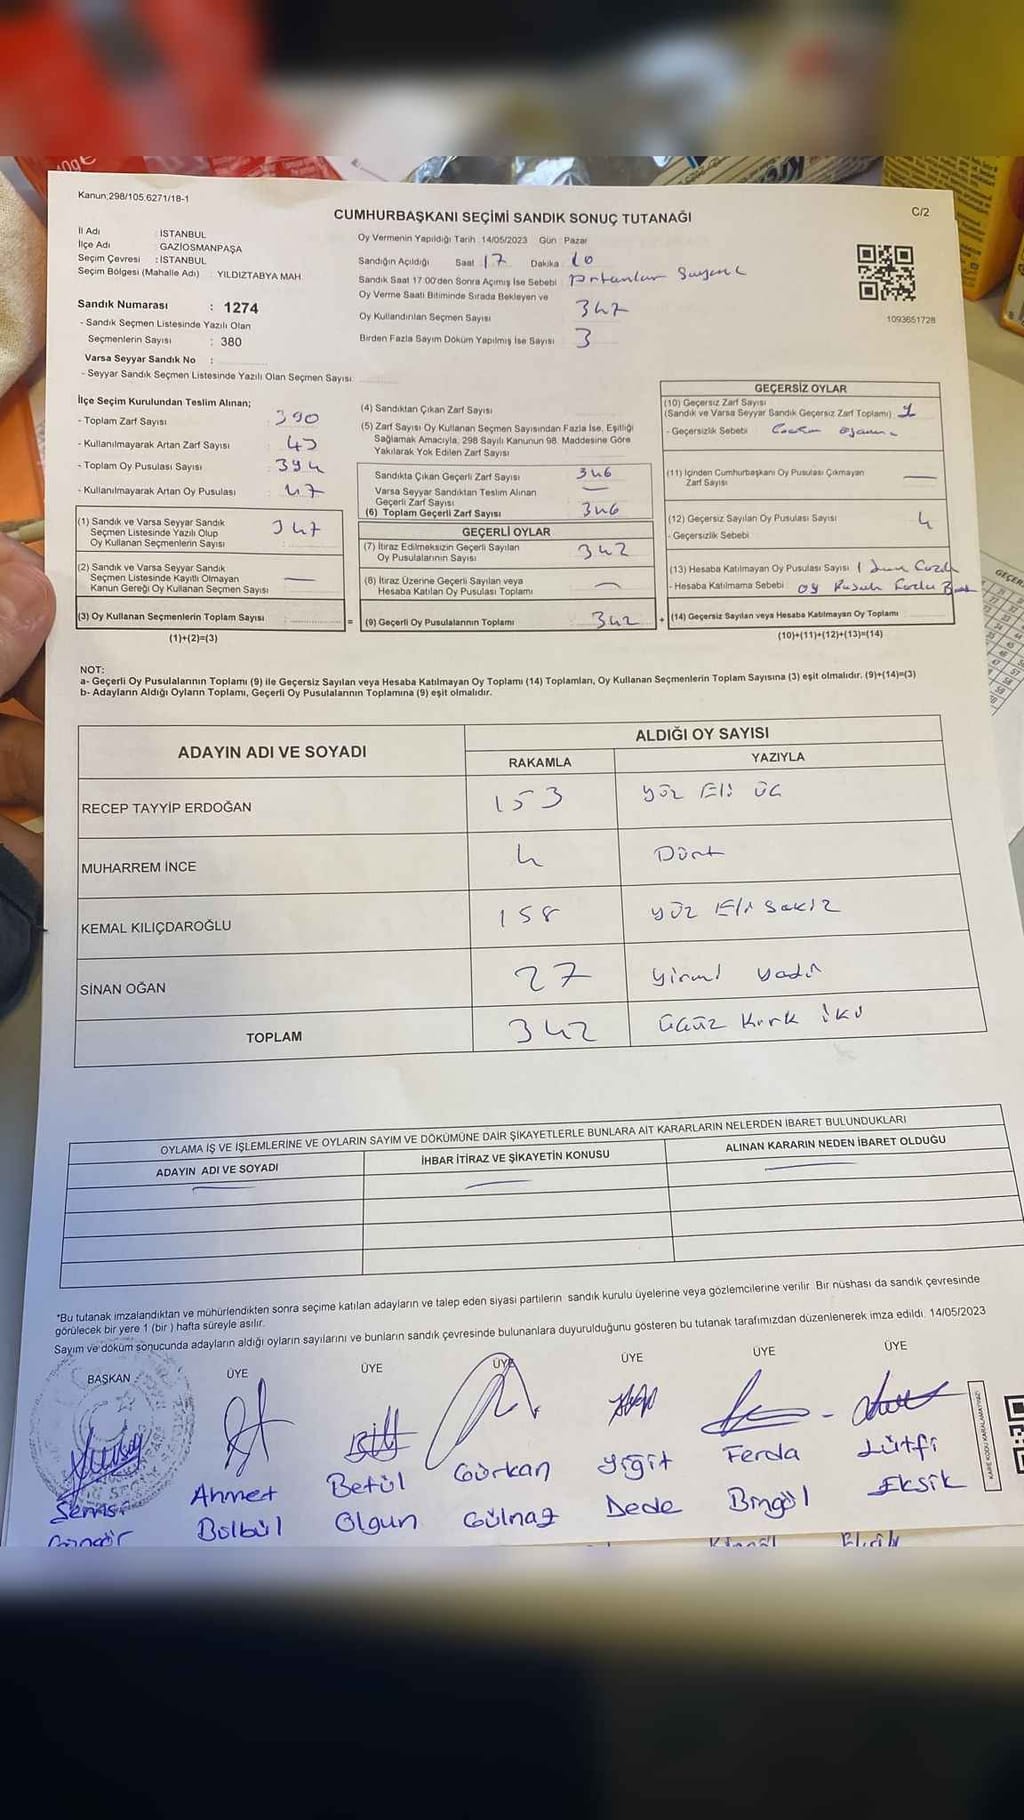 Kanun;298/105,6271/18-1
C/2
CUMHURBAŞKANI SEÇİMİ SANDIK SONUÇ TUTANAĞI
İl Adı : İSTANBUL
İlçe Adı : GAZİOSMANPAŞA
Seçim Çevresi : İSTANBUL
Seçim Bölgesi (Mahalle Adı) : YILDIZTABYA MAH.
Sandık Numarası : 1274
- Sandık Seçmen Listesinde Yazılı Olan
Seçmenlerin Sayısı : 380
Varsa Seyyar Sandık No :
- Seyyar Sandık Seçmen Listesinde Yazılı Olan Seçmen Sayısı:
Oy Vermenin Yapıldığı Tarih 14/05/2023 Gün : Pazar
Sandığın Açıldığı Saat 17 Dakika : 10
Sandık Saat 17:00'den Sonra Açımış İse Sebebi :
Oy Verme Saati Bitiminde Sırada Bekleyen ve
Oy Kullandırılan Seçmen Sayısı 347
Birden Fazla Sayım Döküm Yapılmış İse Sayısı 3
1093651728
İlçe Seçim Kurulundan Teslim Alınan;
- Toplam Zarf Sayısı 390
- Kullanılmayarak Artan Zarf Sayısı 43
- Toplam Oy Pusulası Sayısı 394
- Kullanılmayarak Artan Oy Pusulası 47
(1) Sandık ve Varsa Seyyar Sandık
Seçmen Listesinde Yazılı Olup
Oy Kullanan Seçmenlerin Sayısı 347
(2) Sandık ve Varsa Seyyar Sandık
Seçmen Listesinde Kayıtlı Olmayan
Kanun Gereği Oy Kullanan Seçmen Sayısı —
(3) Oy Kullanan Seçmenlerin Toplam Sayısı
(1)+(2)=(3)
(4) Sandıktan Çıkan Zarf Sayısı
(5) Zarf Sayısı Oy Kullanan Seçmen Sayısından Fazla İse, Eşitliği
Sağlamak Amacıyla, 298 Sayılı Kanunun 98. Maddesine Göre
Yakılarak Yok Edilen Zarf Sayısı
Sandıkta Çıkan Geçerli Zarf Sayısı 346
Varsa Seyyar Sandıktan Teslim Alınan
Geçerli Zarf Sayısı —
(6) Toplam Geçerli Zarf Sayısı 346
GEÇERLİ OYLAR
(7) İtiraz Edilmeksizin Geçerli Sayılan
Oy Pusulalarının Sayısı 342
(8) İtiraz Üzerine Geçerli Sayılan veya
Hesaba Katılan Oy Pusulası Toplamı —
= (9) Geçerli Oy Pusulalarının Toplamı 342
GEÇERSİZ OYLAR
(10) Geçersiz Zarf Sayısı
(Sandık ve Varsa Seyyar Sandık Geçersiz Zarf Toplamı) 1
- Geçersizlik Sebebi
(11) İçinden Cumhurbaşkanı Oy Pusulası Çıkmayan
Zarf Sayısı —
(12) Geçersiz Sayılan Oy Pusulası Sayısı 4
- Geçersizlik Sebebi
(13) Hesaba Katılmayan Oy Pusulası Sayısı 1
- Hesaba Katılmama Sebebi : oy
+ (14) Geçersiz Sayılan veya Hesaba Katılmayan Oy Toplamı
(10)+(11)+(12)+(13)=(14)
NOT:
a- Geçerli Oy Pusulalarının Toplamı (9) ile Geçersiz Sayılan veya Hesaba Katılmayan Oy Toplamı (14) Toplamları, Oy Kullanan Seçmenlerin Toplam Sayısına (3) eşit olmalıdır. (9)+(14)=(3)
b- Adayların Aldığı Oyların Toplamı, Geçerli Oy Pusulalarının Toplamına (9) eşit olmalıdır.
ADAYIN ADI VE SOYADI
ALDIĞI OY SAYISI
RAKAMLA YAZIYLA
RECEP TAYYİP ERDOĞAN 153 yüz Elli üç
MUHARREM İNCE 4 Dört
KEMAL KILIÇDAROĞLU 158 yüz Elli sekiz
SİNAN OĞAN 27 yirmi yedi
TOPLAM 342 üçyüz kırk iki
OYLAMA İŞ VE İŞLEMLERİNE VE OYLARIN SAYIM VE DÖKÜMÜNE DAİR ŞİKAYETLERLE BUNLARA AİT KARARLARIN NELERDEN İBARET BULUNDUKLARI
ADAYIN ADI VE SOYADI İHBAR İTİRAZ VE ŞİKAYETİN KONUSU ALINAN KARARIN NEDEN İBARET OLDUĞU
*Bu tutanak imzalandıktan ve mühürlendikten sonra seçime katılan adayların ve talep eden siyasi partilerin sandık kurulu üyelerine veya gözlemcilerine verilir. Bir nüshası da sandık çevresinde
görülecek bir yere 1 (bir) hafta süreyle asılır.
Sayım ve döküm sonucunda adayların aldığı oyların sayılarını ve bunların sandık çevresinde bulunanlara duyurulduğunu gösteren bu tutanak tarafımızdan düzenlenerek imza edildi. 14/05/2023
BAŞKAN ÜYE ÜYE ÜYE ÜYE ÜYE ÜYE
Ahmet Betül Gürkan Yiğit Ferda Lütfi
Bülbül Olgun Gülnaz Dede Bingöl Eksik
KARE KODU KARALAMAYINIZ!